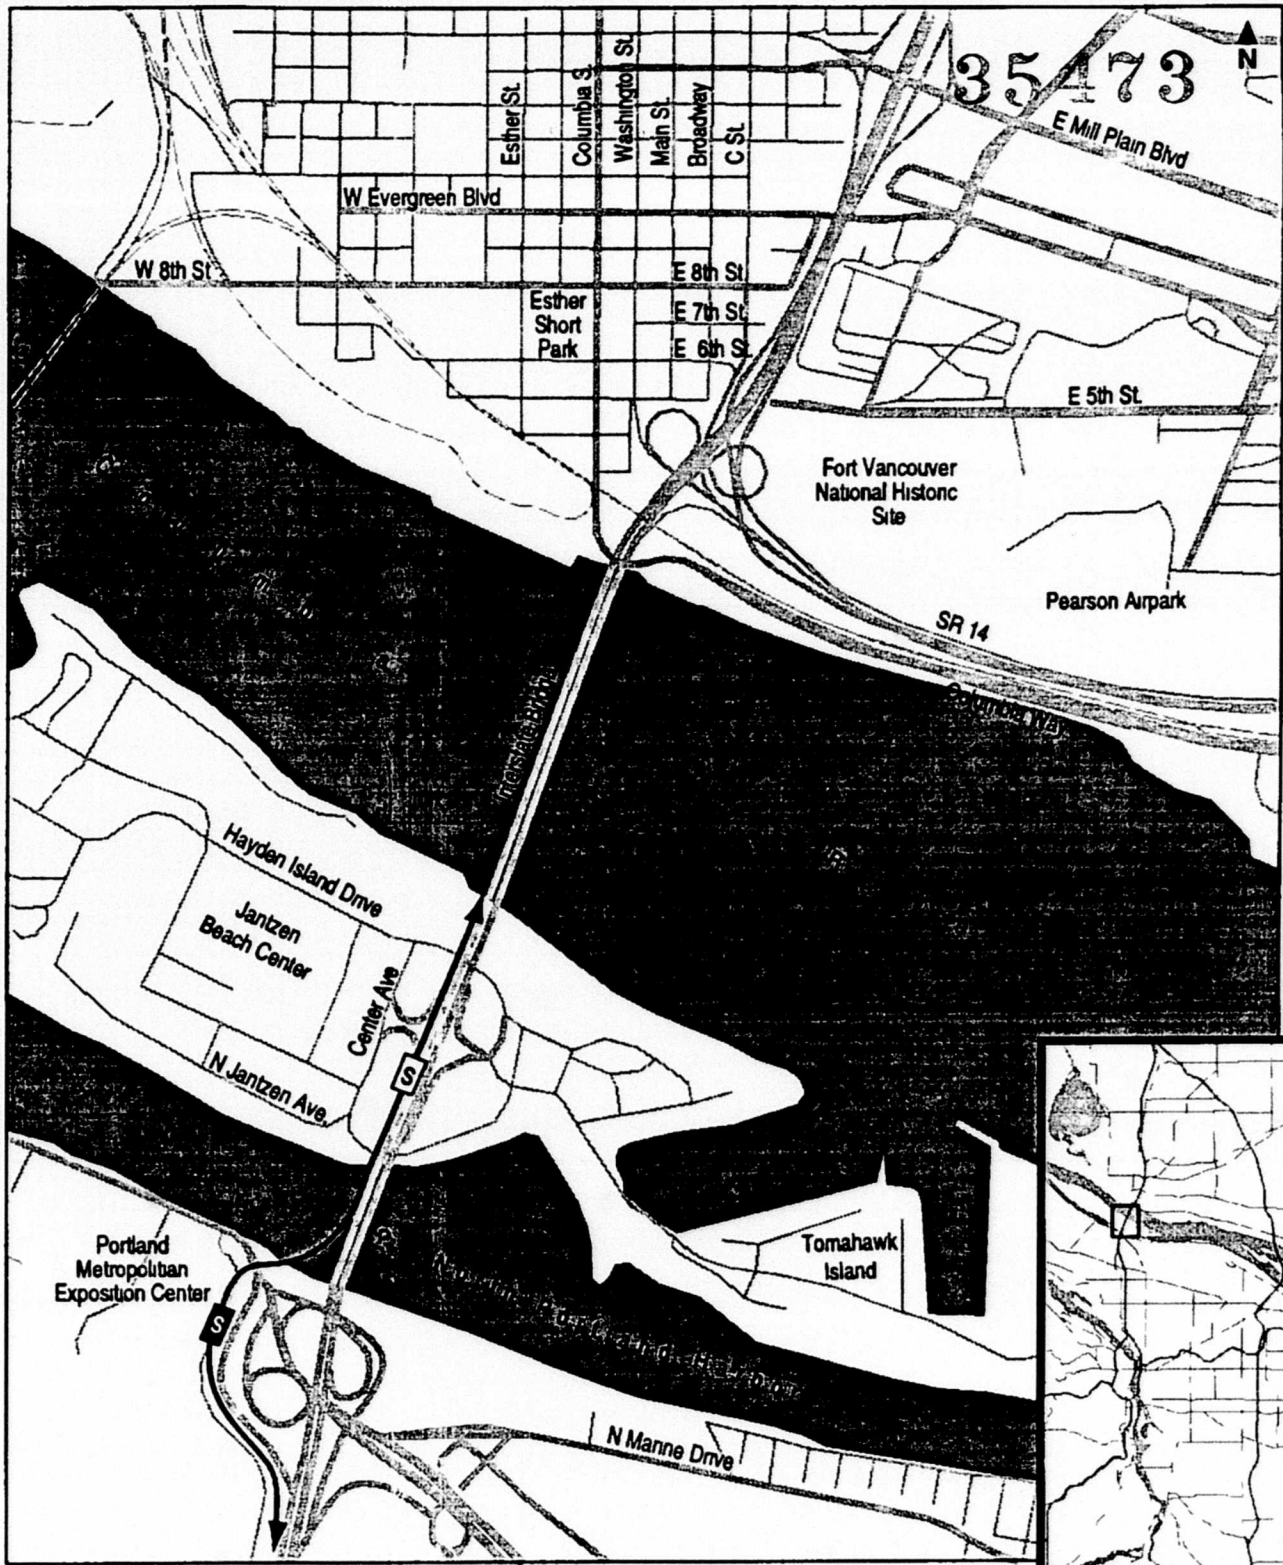 N
35473
Esther St.
Columbia S.
Washington St.
Main St.
Broadway
C St.
E Mill Plain Blvd
W Evergreen Blvd
W 8th St.
E 8th St.
Esther
Short
Park
E 7th St.
E 6th St.
E 5th St.
Fort Vancouver
National Historic
Site
Pearson Airpark
SR 14
Columbia Way
Interstate Bridge
Hayden Island Drive
Jantzen
Beach Center
Center Ave
S
N Jantzen Ave.
Portland
Metropolitan
Exposition Center
S
Tomahawk
Island
N Marine Drive